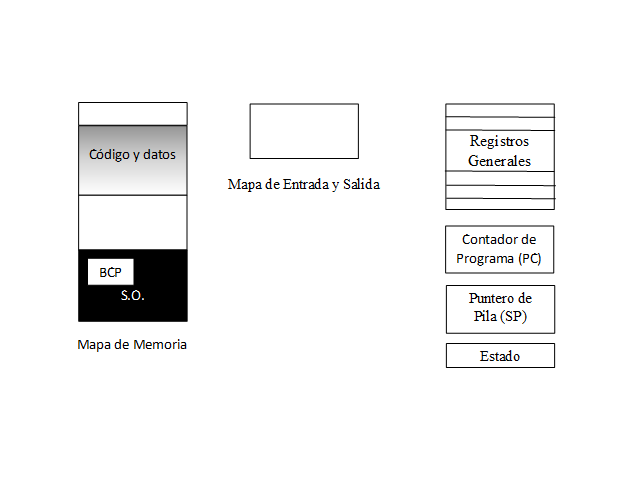 Código y datos
BCP
S.O.
Mapa de Memoria
Mapa de Entrada y Salida
Registros
Generales
Contador de
Programa (PC)
Puntero de
Pila (SP)
Estado